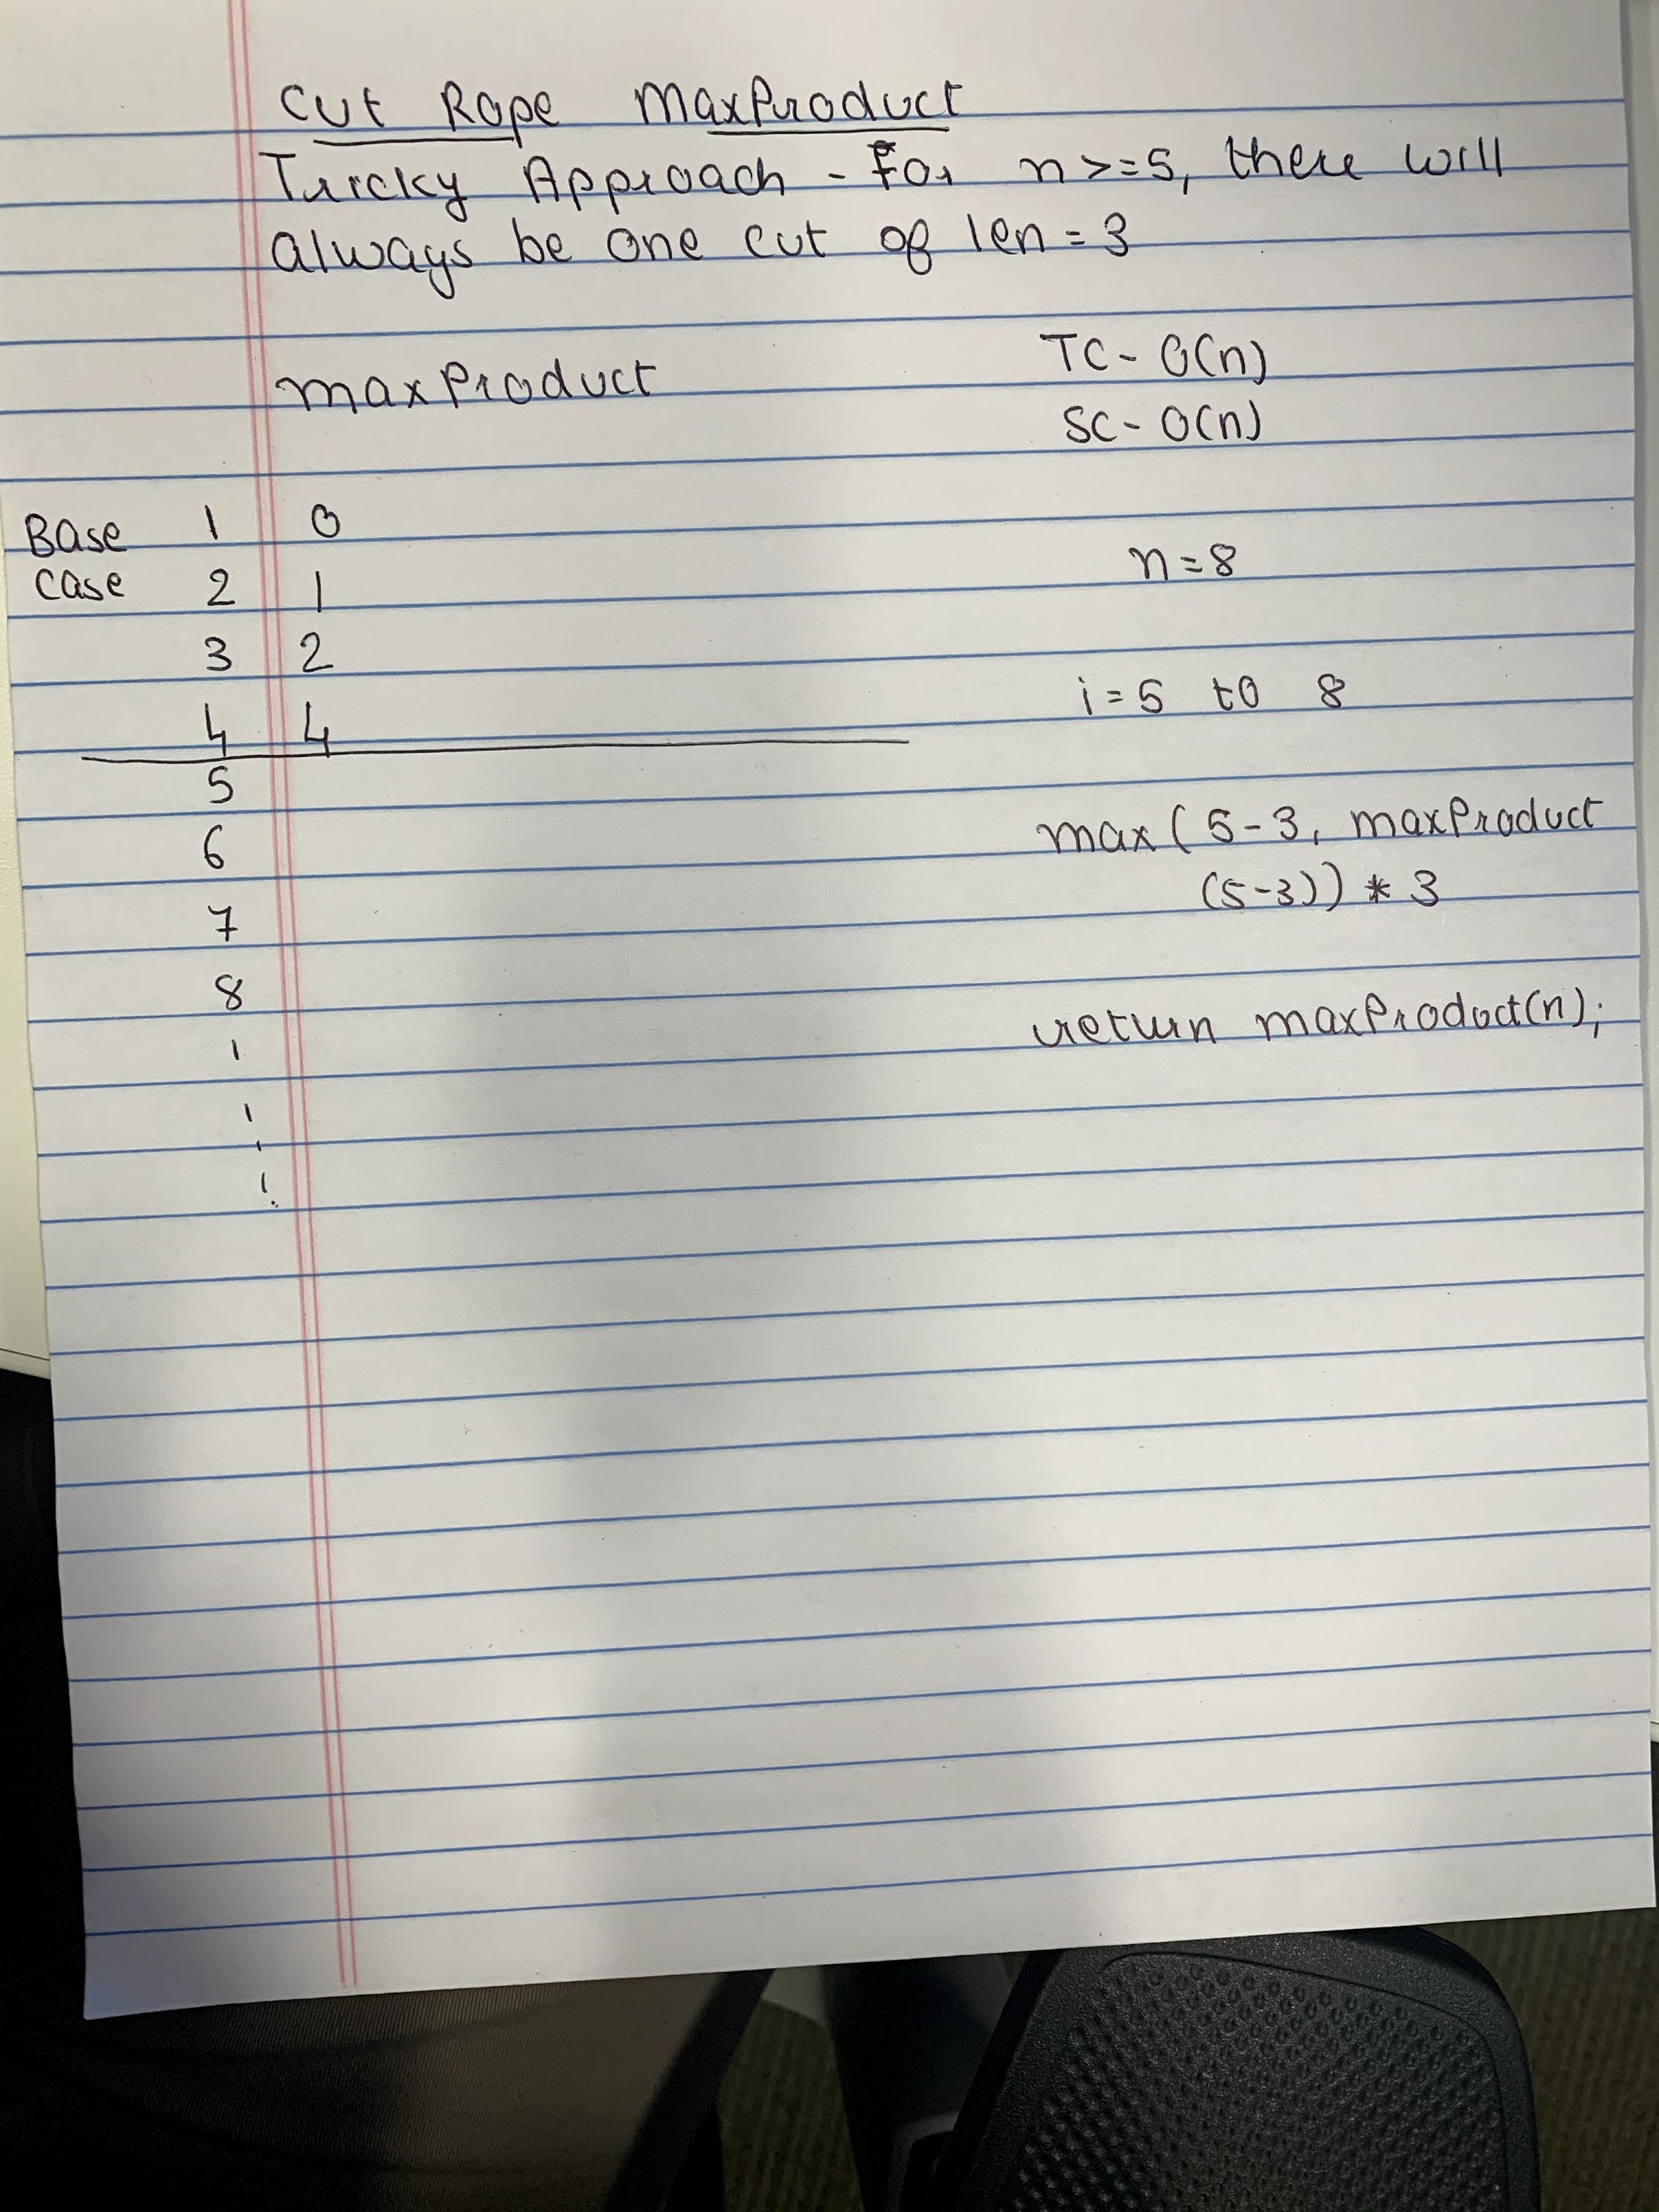 Cut Rope MaxProduct
Tricky Approach - For n >= 5, there will
always be one cut of len = 3
maxProduct
TC - O(n)
SC - O(n)
Base 1 0
case 2 1
3 2
4 4
5
6
7
8
n = 8
i = 5 to 8
max ( 5-3, maxProduct
(5-3)) * 3
return maxProduct(n);